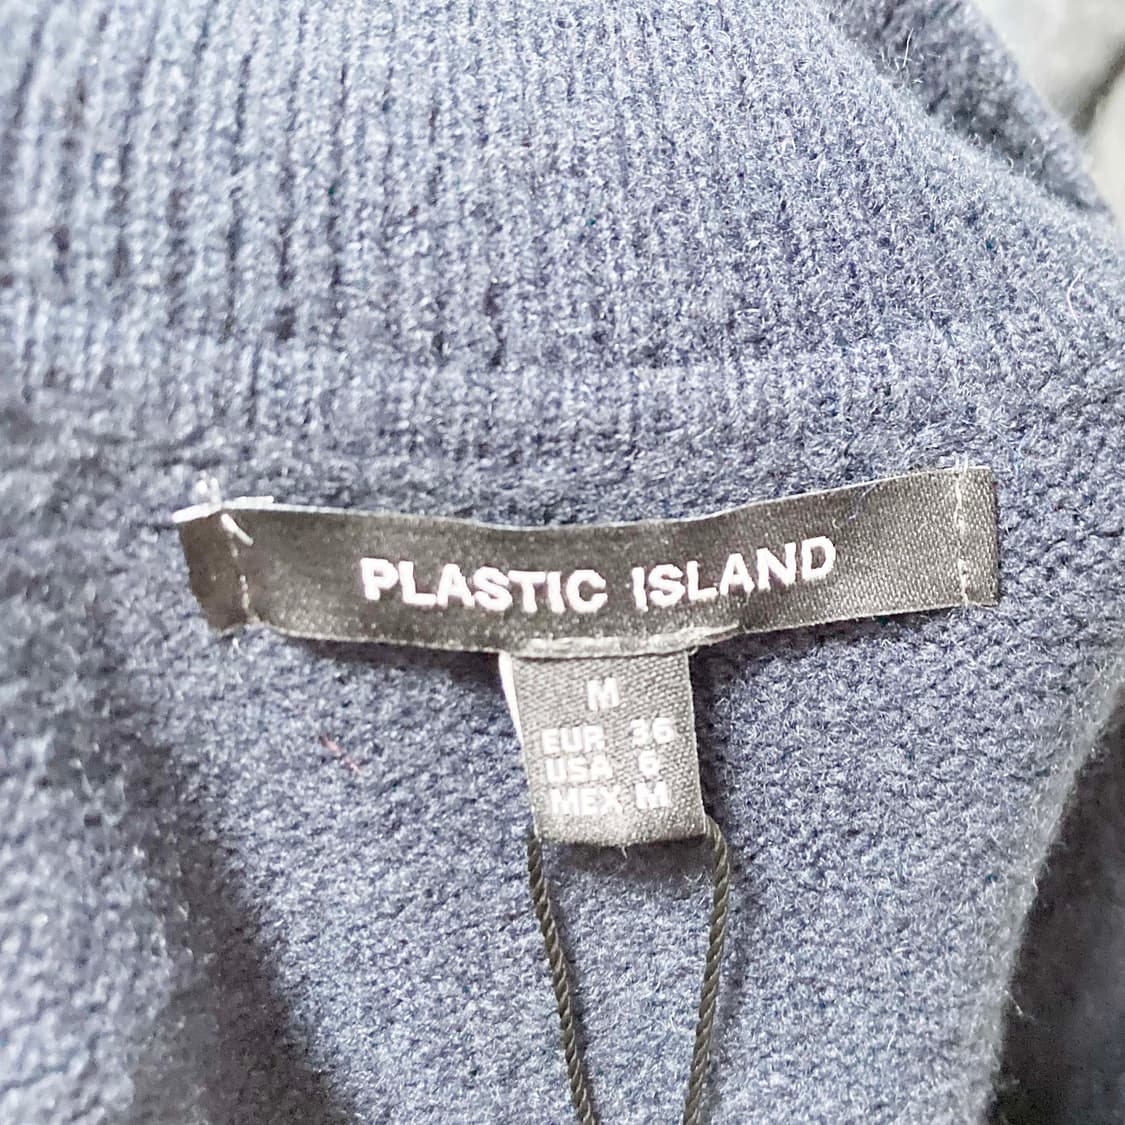 PLASTIC ISLAND
M
EUR 36
USA 6
MEX M